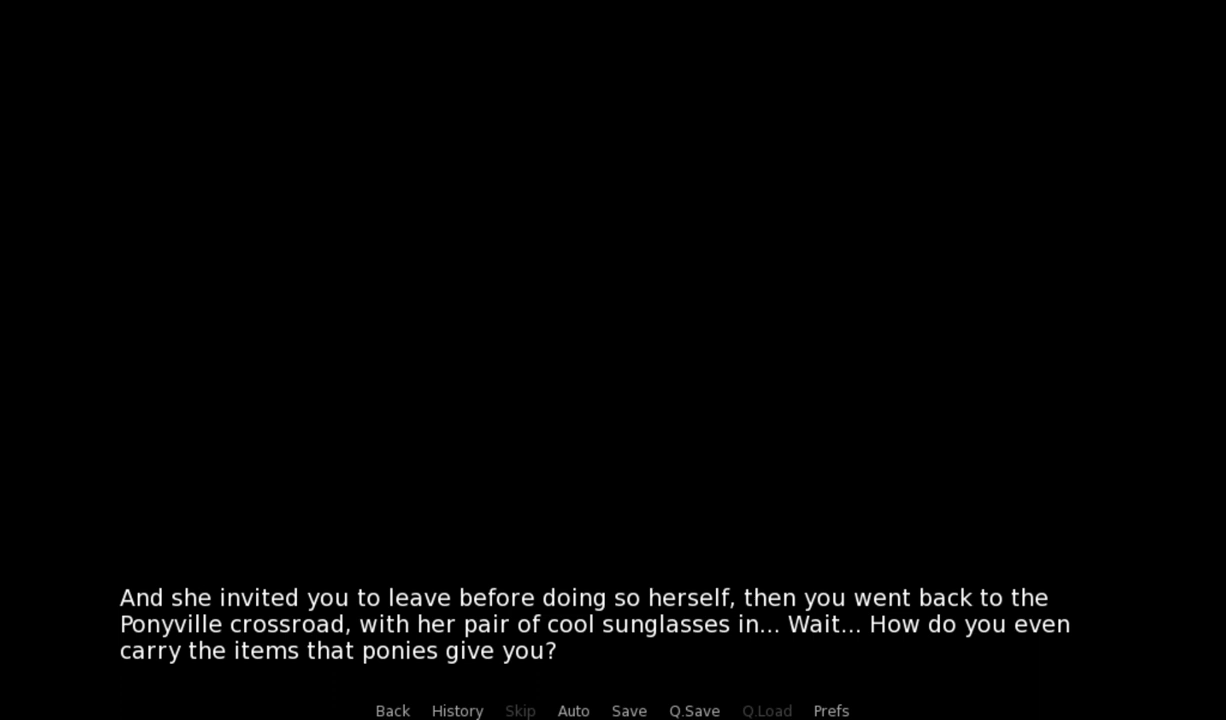 And she invited you to leave before doing so herself, then you went back to the
Ponyville crossroad, with her pair of cool sunglasses in... Wait... How do you even
carry the items that ponies give you?
Back History Skip Auto Save Q.Save Q.Load Prefs